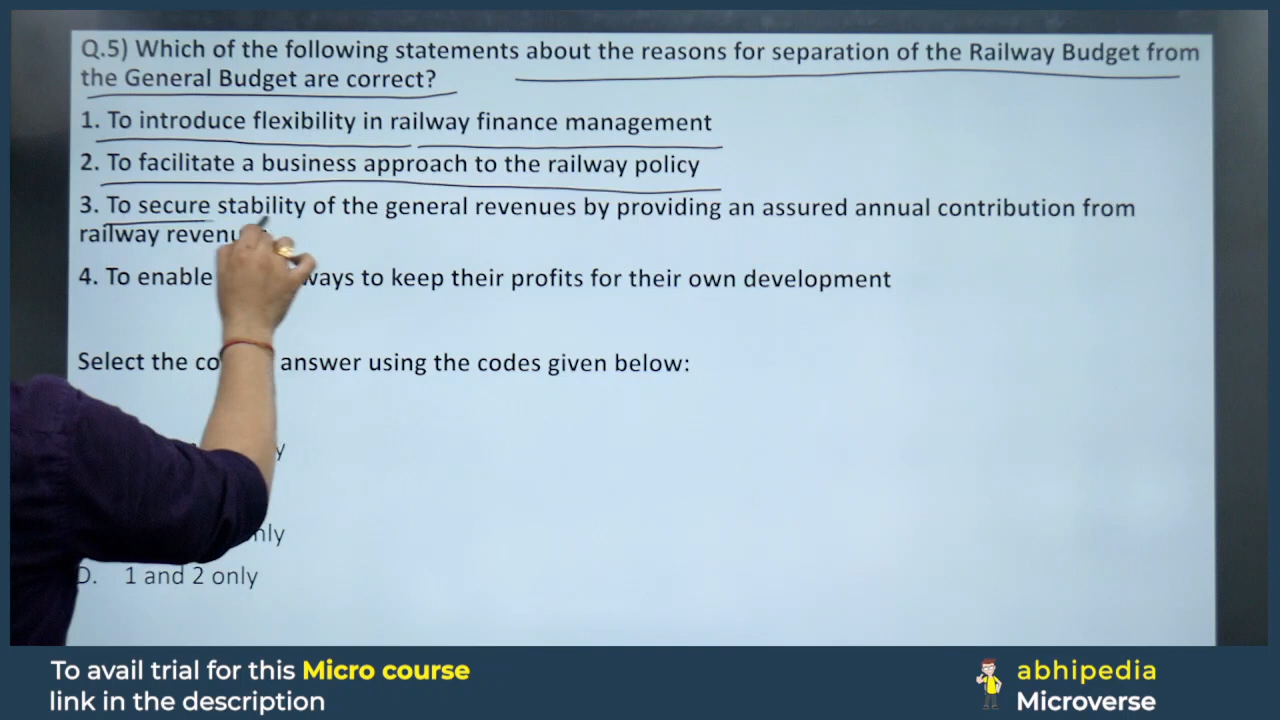 Q.5) Which of the following statements about the reasons for separation of the Railway Budget from
the General Budget are correct?
1. To introduce flexibility in railway finance management
2. To facilitate a business approach to the railway policy
3. To secure stability of the general revenues by providing an assured annual contribution from
railway
4. To enable to keep their profits for their own development
Select the answer using the codes given below:
D. 1 and 2 only
To avail trial for this Micro course
link in the description
abhipedia
Microverse